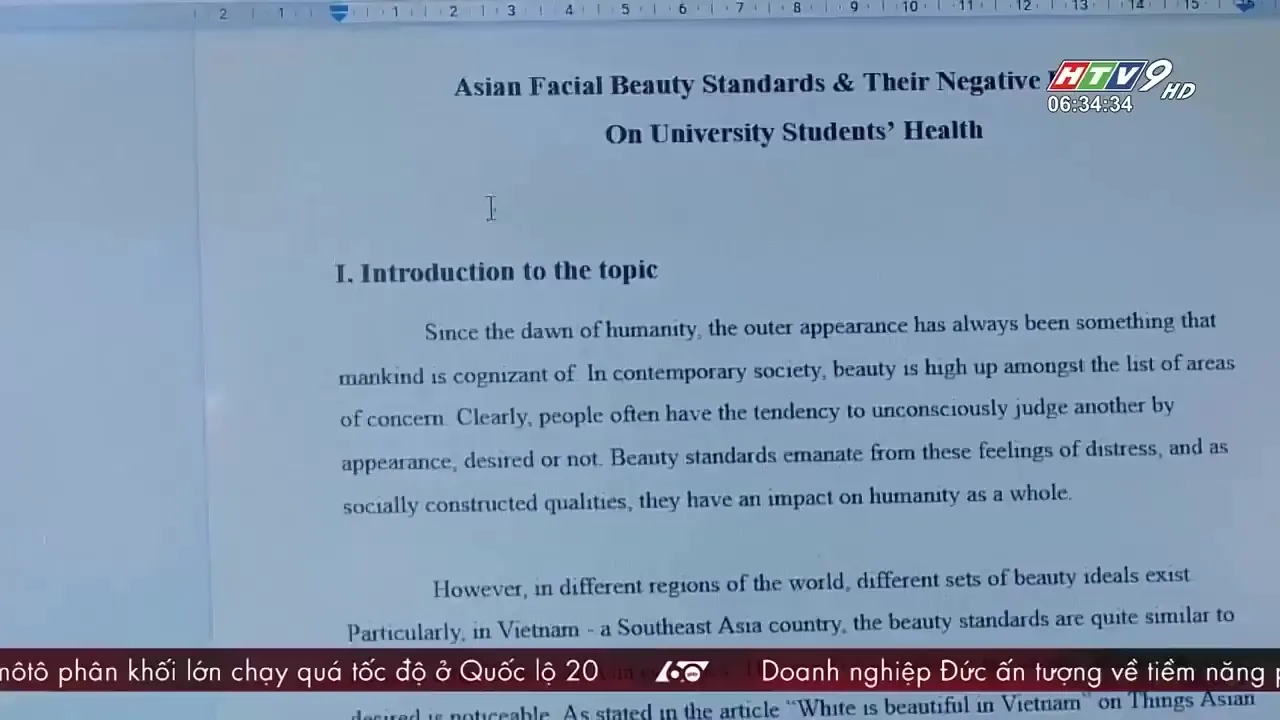 2 1 1 2 3 4 5 6 7 8 9 10 11 12 13 14 15
Asian Facial Beauty Standards & Their Negative
HTV9 HD
06:34:34
On University Students' Health
I. Introduction to the topic
Since the dawn of humanity, the outer appearance has always been something that
mankind is cognizant of. In contemporary society, beauty is high up amongst the list of areas
of concern. Clearly, people often have the tendency to unconsciously judge another by
appearance, desired or not. Beauty standards emanate from these feelings of distress, and as
socially constructed qualities, they have an impact on humanity as a whole.
However, in different regions of the world, different sets of beauty ideals exist.
Particularly, in Vietnam - a Southeast Asia country, the beauty standards are quite similar to
môtô phân khối lớn chạy quá tốc độ ở Quốc lộ 20 60 Doanh nghiệp Đức ấn tượng về tiềm năng
desired is noticeable. As stated in the article "White is beautiful in Vietnam" on Things Asian